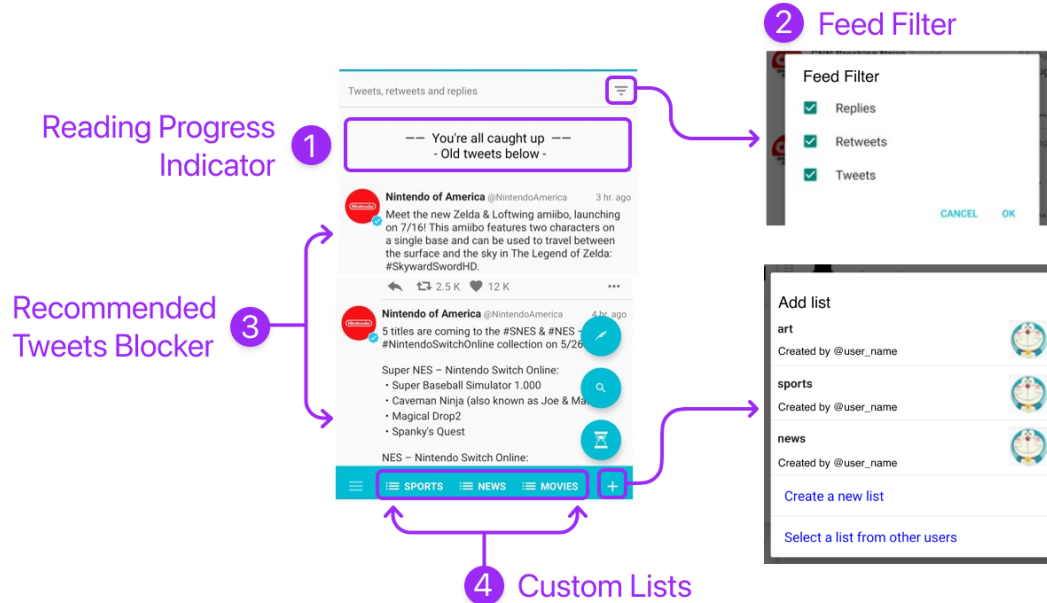 2 Feed Filter
Reading Progress
Indicator
1
Tweets, retweets and replies
—— You're all caught up ——
- Old tweets below -
Nintendo of America @NintendoAmerica 3 hr. ago
Meet the new Zelda & Loftwing amiibo, launching
on 7/16! This amiibo features two characters on
a single base and can be used to travel between
the surface and the sky in The Legend of Zelda:
#SkywardSwordHD.
2.5 K 12 K
Recommended
Tweets Blocker
3
Nintendo of America @NintendoAmerica 4 hr. ago
5 titles are coming to the #SNES & #NES –
#NintendoSwitchOnline collection on 5/26
Super NES – Nintendo Switch Online:
• Super Baseball Simulator 1.000
• Caveman Ninja (also known as Joe &
• Magical Drop2
• Spanky's Quest
NES – Nintendo Switch Online:
SPORTS NEWS MOVIES +
4 Custom Lists
Feed Filter
Replies
Retweets
Tweets
CANCEL OK
Add list
art
Created by @user_name
sports
Created by @user_name
news
Created by @user_name
Create a new list
Select a list from other users